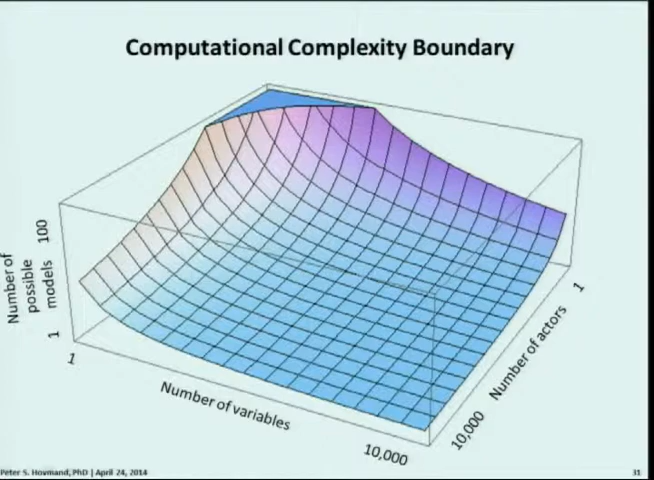 Computational Complexity Boundary
Number of
possible
models
100
1
1
Number of variables
10,000
10,000
Number of actors
1
Peter S. Hovmand, PhD | April 24, 2014
31